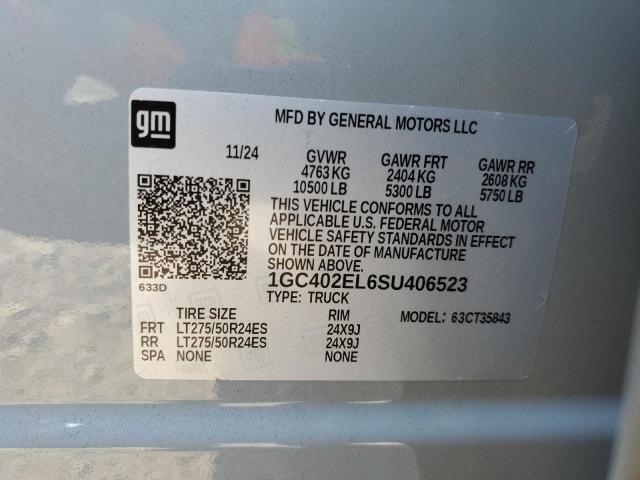 gm
MFD BY GENERAL MOTORS LLC
11/24 GVWR GAWR FRT GAWR RR
4763 KG 2404 KG 2608 KG
10500 LB 5300 LB 5750 LB
THIS VEHICLE CONFORMS TO ALL
APPLICABLE U.S. FEDERAL MOTOR
VEHICLE SAFETY STANDARDS IN EFFECT
ON THE DATE OF MANUFACTURE
SHOWN ABOVE.
633D
1GC402EL6SU406523
TYPE: TRUCK
MODEL: 63CT35843
TIRE SIZE RIM
FRT LT275/50R24ES 24X9J
RR LT275/50R24ES 24X9J
SPA NONE NONE